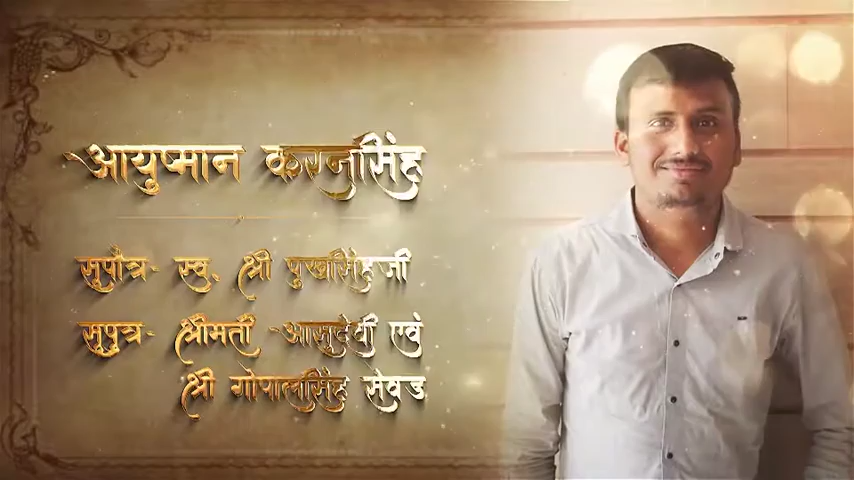 आयुष्मान करनसिंह
सुपौत्र- स्व. श्री पुखसिंहजी
सुपुत्र- श्रीमती आसुदेवी एवं
श्री गोपालसिंह सेवड